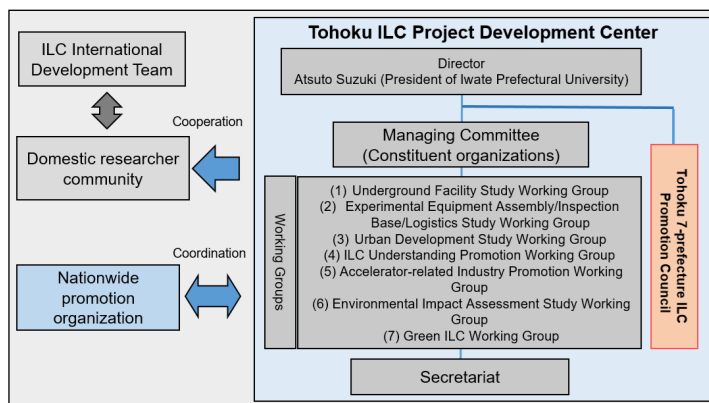 Tohoku ILC Project Development Center
ILC International
Development Team
Director
Atsuto Suzuki (President of Iwate Prefectural University)
Cooperation
Managing Committee
(Constituent organizations)
Domestic researcher
community
Tohoku 7-prefecture ILC
Promotion Council
Working Groups
(1) Underground Facility Study Working Group
(2) Experimental Equipment Assembly/Inspection
Base/Logistics Study Working Group
(3) Urban Development Study Working Group
(4) ILC Understanding Promotion Working Group
(5) Accelerator-related Industry Promotion Working
Group
(6) Environmental Impact Assessment Study Working
Group
(7) Green ILC Working Group
Coordination
Nationwide
promotion
organization
Secretariat